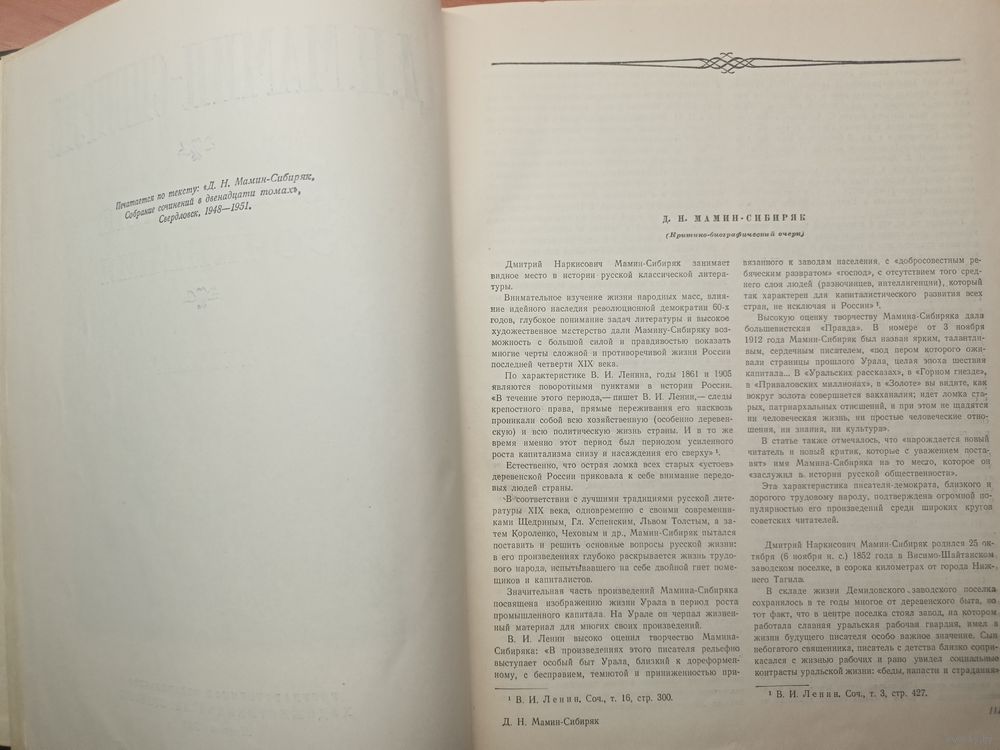 Печатается по тексту: «Д. Н. Мамин-Сибиряк,
Собрание сочинений в двенадцати томах»,
Свердловск, 1948—1951.
Д. Н. МАМИН-СИБИРЯК
(Критико-биографический очерк)
Дмитрий Наркисович Мамин-Сибиряк занимает
видное место в истории русской классической литера-
туры.
Внимательное изучение жизни народных масс, влия-
ние идейного наследия революционной демократии 60-х
годов, глубокое понимание задач литературы и высокое
художественное мастерство дали Мамину-Сибиряку воз-
можность с большой силой и правдивостью показать
многие черты сложной и противоречивой жизни России
последней четверти XIX века.
По характеристике В. И. Ленина, годы 1861 и 1905
являются поворотными пунктами в истории России.
«В течение этого периода,— пишет В. И. Ленин,— следы
крепостного права, прямые переживания его насквозь
проникали собой всю хозяйственную (особенно деревен-
скую) и всю политическую жизнь страны. И в то же
время именно этот период был периодом усиленного
роста капитализма снизу и насаждения его сверху» ¹.
Естественно, что острая ломка всех старых «устоев»
деревенской России приковала к себе внимание передо-
вых людей страны.
В соответствии с лучшими традициями русской лите-
ратуры XIX века, одновременно с своими современни-
ками Щедриным, Гл. Успенским, Львом Толстым, а за-
тем Короленко, Чеховым и др., Мамин-Сибиряк пытался
поставить и решить основные вопросы русской жизни:
в его произведениях глубоко раскрывается жизнь трудо-
вого народа, испытывавшего на себе двойной гнет поме-
щиков и капиталистов.
Значительная часть произведений Мамина-Сибиряка
посвящена изображению жизни Урала в период роста
промышленного капитала. На Урале он черпал жизнен-
ный материал для многих своих произведений.
В. И. Ленин высоко оценил творчество Мамина-
Сибиряка: «В произведениях этого писателя рельефно
выступает особый быт Урала, близкий к дореформен-
ному, с бесправием, темнотой и приниженностью при-
¹ В. И. Ленин, Соч., т. 16, стр. 300.
Д. Н. Мамин-Сибиряк
вязанного к заводам населения, с «добросовестным ре-
бяческим развратом» «господ», с отсутствием того сред-
него слоя людей (разночинцев, интеллигенции), который
так характерен для капиталистического развития всех
стран, не исключая и России» ¹.
Высокую оценку творчеству Мамина-Сибиряка дала
большевистская «Правда». В номере от 3 ноября
1912 года Мамин-Сибиряк был назван ярким, талантли-
вым, сердечным писателем, «под пером которого ожи-
вали страницы прошлого Урала, целая эпоха шествия
капитала... В «Уральских рассказах», в «Горном гнезде»,
в «Приваловских миллионах», в «Золоте» вы видите, как
вокруг золота совершается вакханалия; идет ломка ста-
рых, патриархальных отношений, и при этом не щадятся
ни человеческая жизнь, ни простые человеческие отно-
шения, ни знания, ни культура».
В статье также отмечалось, что «нарождается новый
читатель и новый критик, которые с уважением поста-
вят» имя Мамина-Сибиряка на то место, которое он
«заслужил в истории русской общественности».
Эта характеристика писателя-демократа, близкого и
дорогого трудовому народу, подтверждена огромной по-
пулярностью его произведений среди широких кругов
советских читателей.
Дмитрий Наркисович Мамин-Сибиряк родился 25 ок-
тября (6 ноября н. с.) 1852 года в Висимо-Шайтанском
заводском поселке, в сорока километрах от города Ниж-
него Тагила.
В складе жизни Демидовского заводского поселка
сохранилось в те годы многое от деревенского быта, но
тот факт, что в центре поселка стоял завод, на котором
работала славная уральская рабочая гвардия, имел в
жизни будущего писателя особо важное значение. Сын
небогатого священника, писатель с детства близко сопри-
касался с жизнью рабочих и рано увидел социальные
контрасты уральской жизни: «беды, напасти и страдания»
¹ В. И. Ленин, Соч., т. 3, стр. 427.